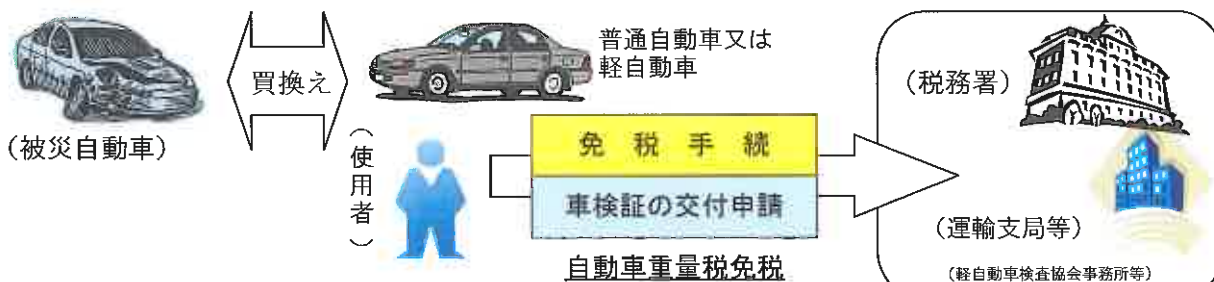 （被災自動車）
買換え
普通自動車又は
軽自動車
（使用者）
免税手続
車検証の交付申請
自動車重量税免税
（税務署）
（運輸支局等）
（軽自動車検査協会事務所等）